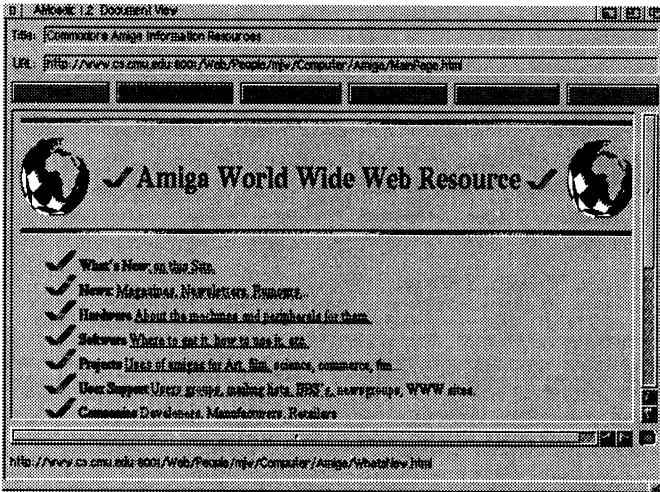 AMosaic 1.2 Document View
Title: Commodore Amiga Information Resources
URL: http://www.cs.cmu.edu:8001/Web/People/mjw/Computer/Amiga/MainPage.html
Amiga World Wide Web Resource
What's New: on this Site.
News: Magazines, Newsletters, Rumours...
Hardware About the machines and peripherals for them.
Software Where to get it, how to use it, etc.
Projects Uses of amigas for Art, film, science, commerce, fun...
User Support Users groups, mailing lists, BBS's, newsgroups, WWW sites.
Companies Developers, Manufacturers, Retailers
http://www.cs.cmu.edu:8001/Web/People/mjw/Computer/Amiga/WhatsNew.html